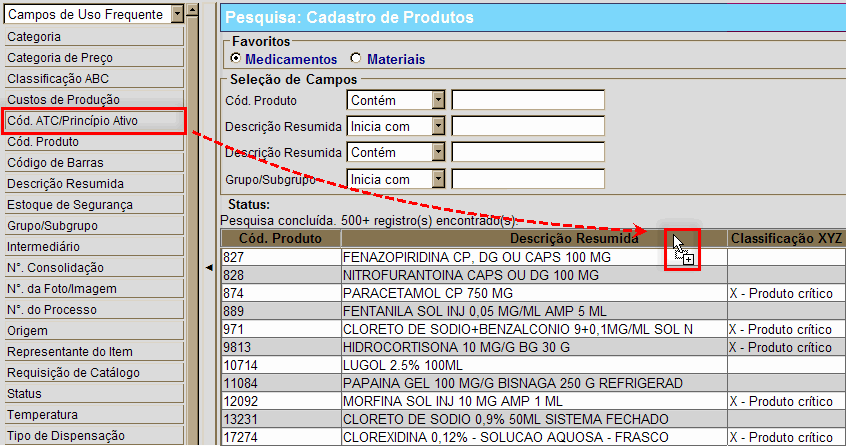 Campos de Uso Frequente
Categoria
Categoria de Preço
Classificação ABC
Custos de Produção
Cód. ATC/Princípio Ativo
Cód. Produto
Código de Barras
Descrição Resumida
Estoque de Segurança
Grupo/Subgrupo
Intermediário
N°. Consolidação
N°. da Foto/Imagem
N°. do Processo
Origem
Representante do Item
Requisição de Catálogo
Status
Temperatura
Tipo de Dispensação
Pesquisa: Cadastro de Produtos
Favoritos
Medicamentos Materiais
Seleção de Campos
Cód. Produto Contém
Descrição Resumida Inicia com
Descrição Resumida Contém
Grupo/Subgrupo Inicia com
Status:
Pesquisa concluída. 500+ registro(s) encontrado(s).
Cód. Produto Descrição Resumida Classificação XYZ
827 FENAZOPIRIDINA CP, DG OU CAPS 100 MG
828 NITROFURANTOINA CAPS OU DG 100 MG
874 PARACETAMOL CP 750 MG X - Produto crítico
889 FENTANILA SOL INJ 0,05 MG/ML AMP 5 ML
971 CLORETO DE SODIO+BENZALCONIO 9+0,1MG/ML SOL N X - Produto crítico
9813 HIDROCORTISONA 10 MG/G BG 30 G X - Produto crítico
10714 LUGOL 2.5% 100ML
11084 PAPAINA GEL 100 MG/G BISNAGA 250 G REFRIGERAD
12092 MORFINA SOL INJ 10 MG AMP 1 ML X - Produto crítico
13231 CLORETO DE SODIO 0,9% 50ML SISTEMA FECHADO
17274 CLOREXIDINA 0,12% - SOLUCAO AQUOSA - FRASCO X - Produto crítico